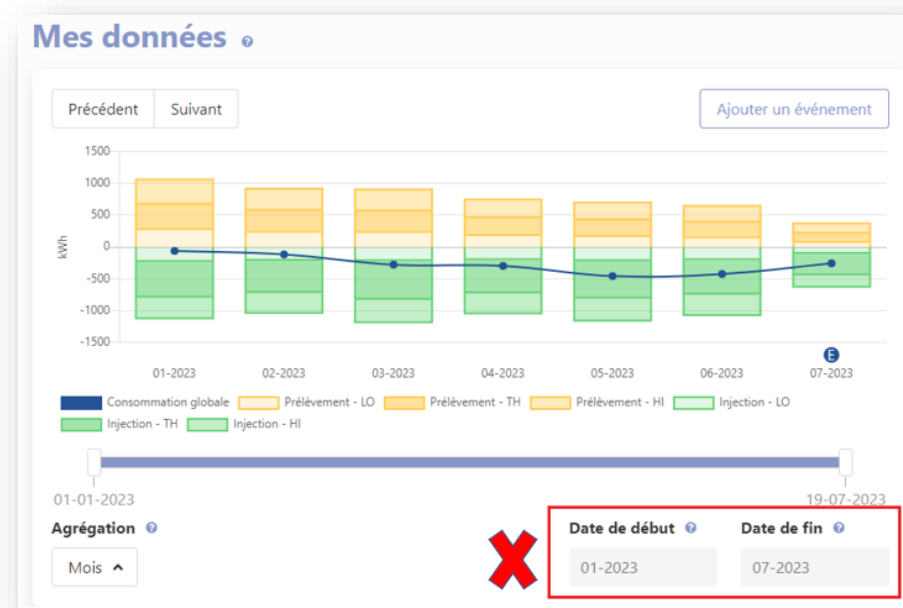 Mes données ?
Précédent Suivant Ajouter un événement
1500
1000
500
0
-500
-1000
-1500
kWh
E
01-2023 02-2023 03-2023 04-2023 05-2023 06-2023 07-2023
Consommation globale Prélèvement - LO Prélèvement - TH Prélèvement - HI Injection - LO
Injection - TH Injection - HI
01-01-2023 19-07-2023
Agrégation ? Date de début ? Date de fin ?
Mois 01-2023 07-2023